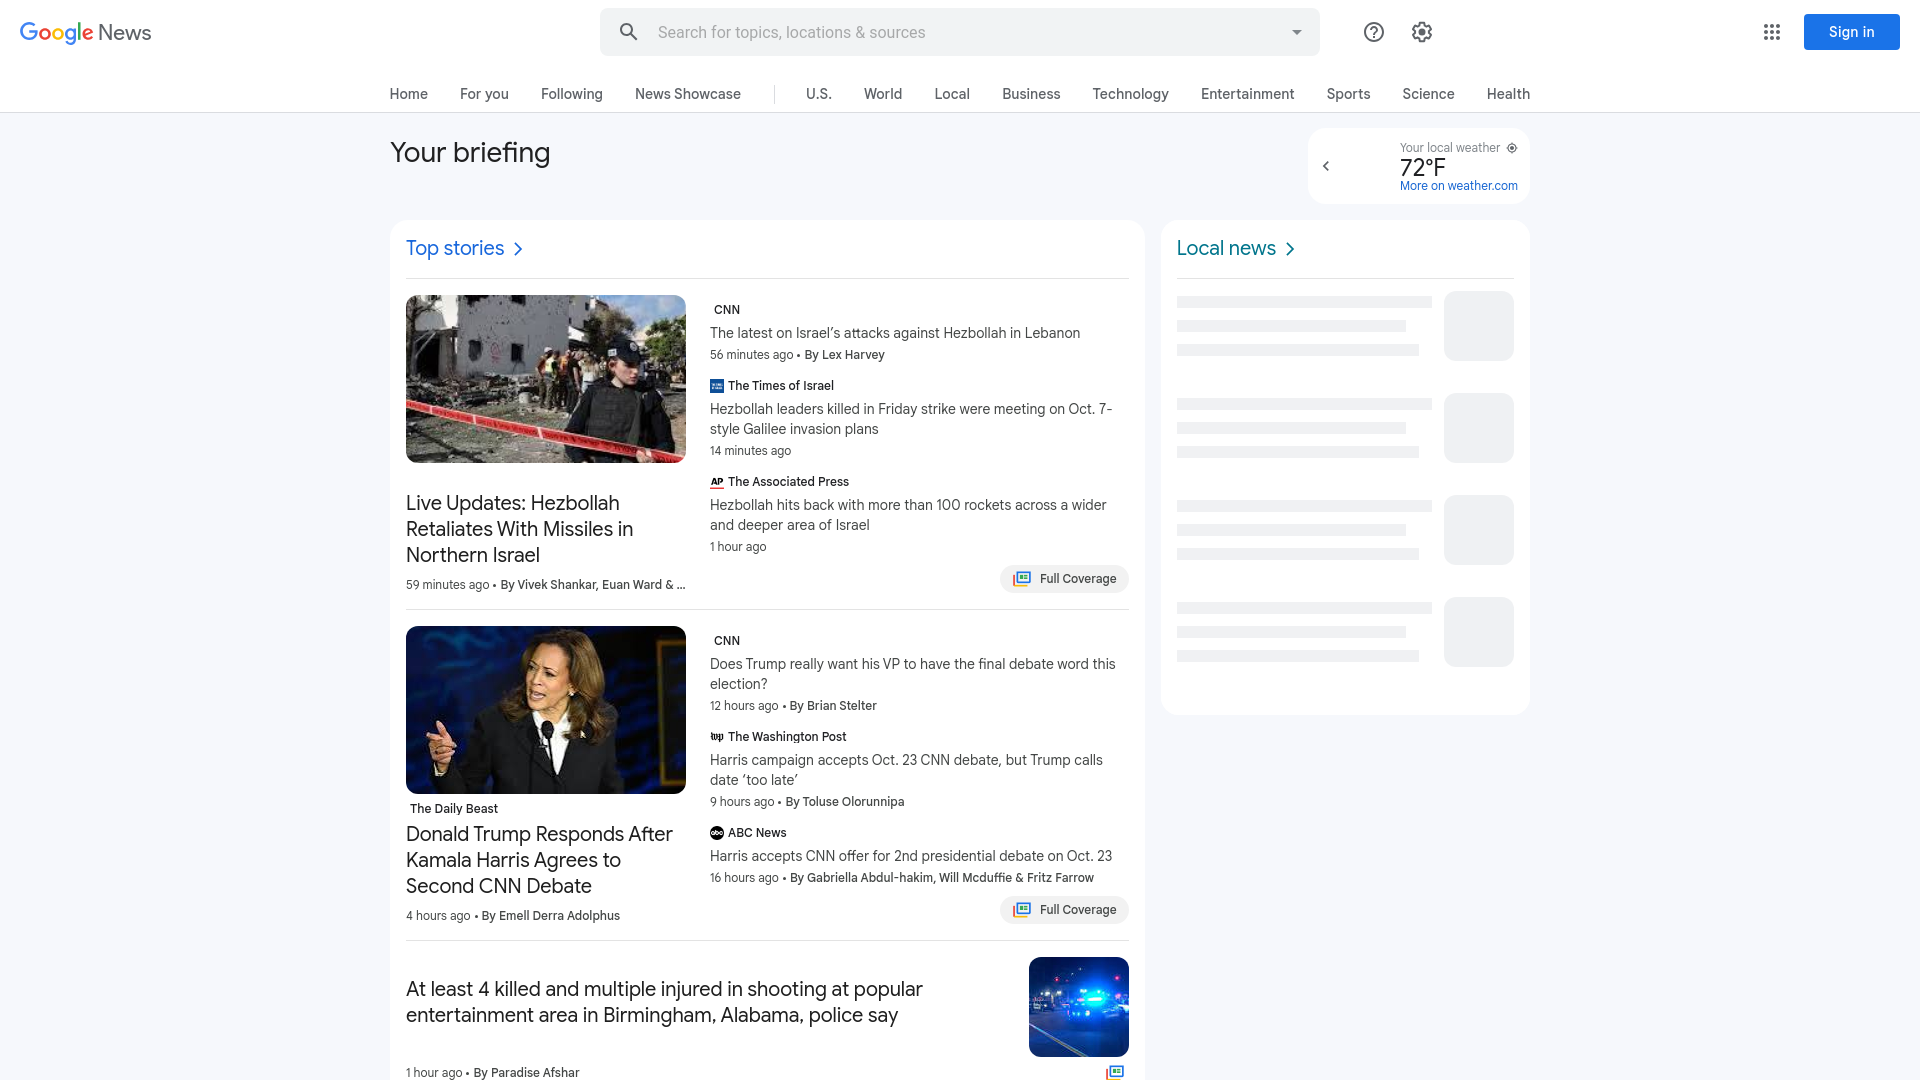 Google News
Search for topics, locations & sources
Sign in
Home
For you
Following
News Showcase
U.S.
World
Local
Business
Technology
Entertainment
Sports
Science
Health
Your briefing
Your local weather
72°F
More on weather.com
Top stories
Live Updates: Hezbollah
Retaliates With Missiles in
Northern Israel
59 minutes ago • By Vivek Shankar, Euan Ward & ...
CNN
The latest on Israel’s attacks against Hezbollah in Lebanon
56 minutes ago • By Lex Harvey
The Times of Israel
Hezbollah leaders killed in Friday strike were meeting on Oct. 7-
style Galilee invasion plans
14 minutes ago
AP The Associated Press
Hezbollah hits back with more than 100 rockets across a wider
and deeper area of Israel
1 hour ago
Full Coverage
The Daily Beast
Donald Trump Responds After
Kamala Harris Agrees to
Second CNN Debate
4 hours ago • By Emell Derra Adolphus
CNN
Does Trump really want his VP to have the final debate word this
election?
12 hours ago • By Brian Stelter
wp The Washington Post
Harris campaign accepts Oct. 23 CNN debate, but Trump calls
date ‘too late’
9 hours ago • By Toluse Olorunnipa
abc ABC News
Harris accepts CNN offer for 2nd presidential debate on Oct. 23
16 hours ago • By Gabriella Abdul-hakim, Will Mcduffie & Fritz Farrow
Full Coverage
At least 4 killed and multiple injured in shooting at popular
entertainment area in Birmingham, Alabama, police say
1 hour ago • By Paradise Afshar
Local news